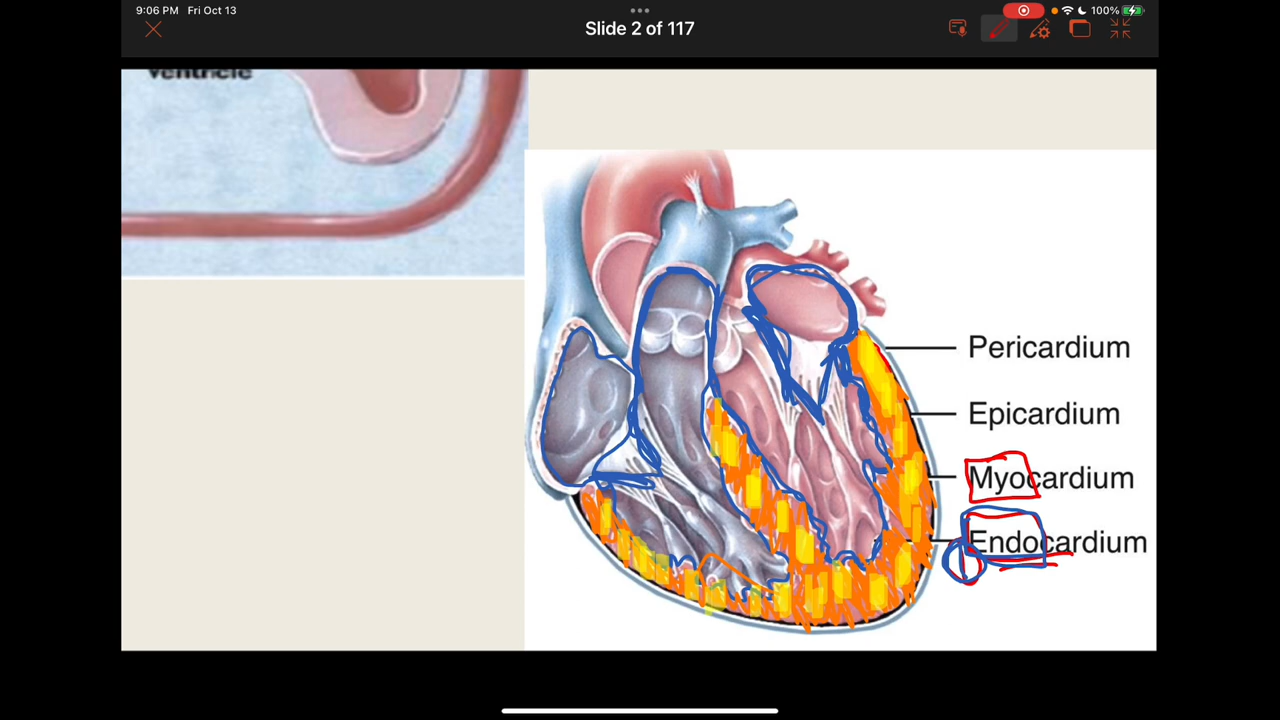 9:06 PM Fri Oct 13
100%
Slide 2 of 117
Ventricle
Pericardium
Epicardium
Myocardium
Endocardium